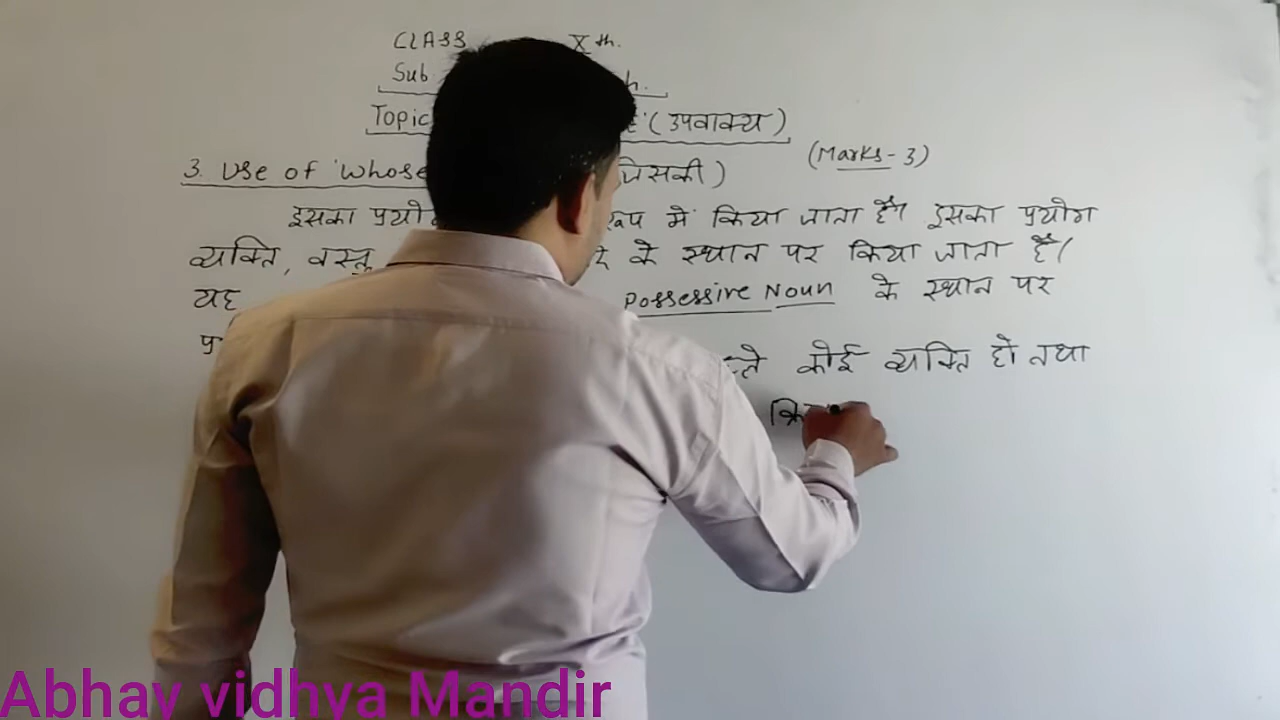 CLASS Xth.
Sub h.
Topic (उपवाक्य)
(Marks-3)
3. Use of 'Whose जिसकी)
इसका प्रयो रूप में किया जाता है। इसका प्रयोग
व्यक्ति, वस्तु के स्थान पर किया जाता है।
यह Possessive Noun के स्थान पर
कोई व्यक्ति हो तथा
Abhay vidhya Mandir